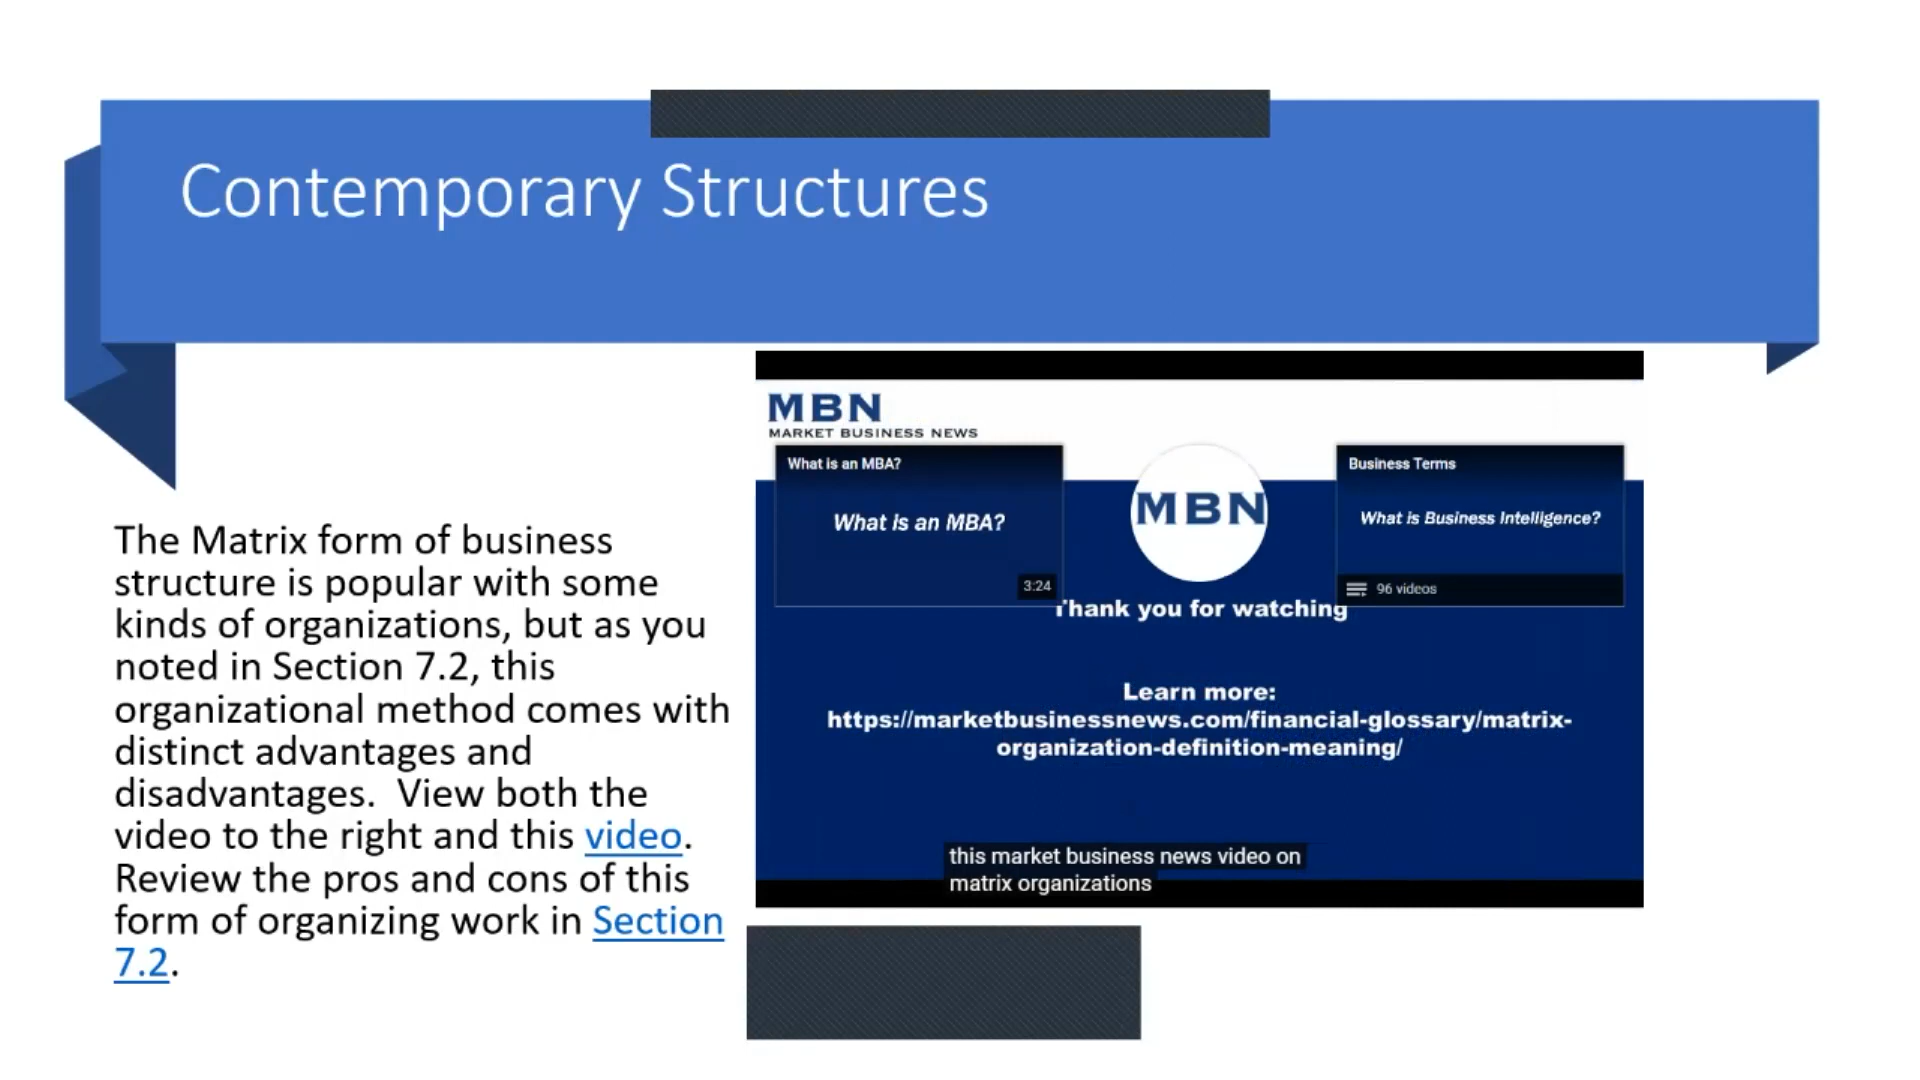 Contemporary Structures
The Matrix form of business
structure is popular with some
kinds of organizations, but as you
noted in Section 7.2, this
organizational method comes with
distinct advantages and
disadvantages.  View both the
video to the right and this video.
Review the pros and cons of this
form of organizing work in Section
7.2.
MBN
MARKET BUSINESS NEWS
What is an MBA?
What is an MBA?
3:24
MBN
Business Terms
What is Business Intelligence?
96 videos
Thank you for watching
Learn more:
https://marketbusinessnews.com/financial-glossary/matrix-
organization-definition-meaning/
this market business news video on
matrix organizations